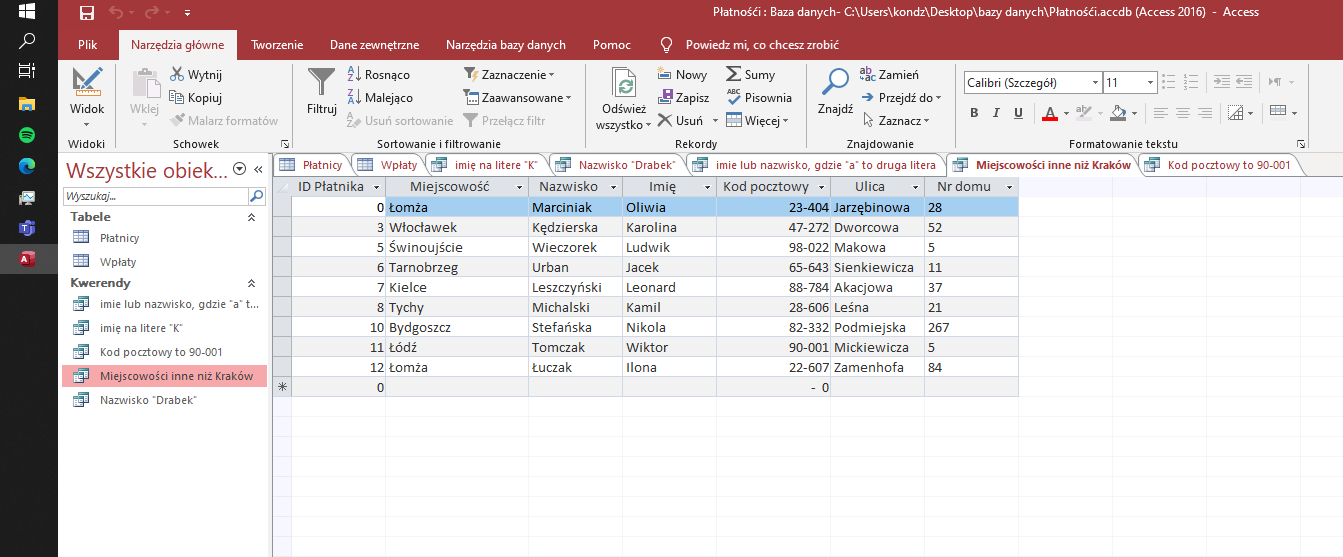 Płatnośći : Baza danych- C:\Users\kondz\Desktop\bazy danych\Płatnośći.accdb (Access 2016) - Access
Plik Narzędzia główne Tworzenie Dane zewnętrzne Narzędzia bazy danych Pomoc Powiedz mi, co chcesz zrobić
Widok
Widoki
Wklej
Wytnij
Kopiuj
Malarz formatów
Schowek
Filtruj
Rosnąco
Malejąco
Usuń sortowanie
Zaznaczenie
Zaawansowane
Przełącz filtr
Sortowanie i filtrowanie
Odśwież
wszystko
Nowy
Zapisz
Usuń
Sumy
Pisownia
Więcej
Rekordy
Znajdź
Zamień
Przejdź do
Zaznacz
Znajdowanie
Calibri (Szczegół) 11
B I U A
Formatowanie tekstu
Wszystkie obiek...
Wyszukaj...
Tabele
Płatnicy
Wpłaty
Kwerendy
imie lub nazwisko, gdzie "a" t...
imię na litere "K"
Kod pocztowy to 90-001
Miejscowości inne niż Kraków
Nazwisko "Drabek"
Płatnicy Wpłaty imię na litere "K" Nazwisko "Drabek" imie lub nazwisko, gdzie "a" to druga litera Miejscowości inne niż Kraków Kod pocztowy to 90-001
ID Płatnika Miejscowość Nazwisko Imię Kod pocztowy Ulica Nr domu
0 Łomża Marciniak Oliwia 23-404 Jarzębinowa 28
3 Włocławek Kędzierska Karolina 47-272 Dworcowa 52
5 Świnoujście Wieczorek Ludwik 98-022 Makowa 5
6 Tarnobrzeg Urban Jacek 65-643 Sienkiewicza 11
7 Kielce Leszczyński Leonard 88-784 Akacjowa 37
8 Tychy Michalski Kamil 28-606 Leśna 21
10 Bydgoszcz Stefańska Nikola 82-332 Podmiejska 267
11 Łódź Tomczak Wiktor 90-001 Mickiewicza 5
12 Łomża Łuczak Ilona 22-607 Zamenhofa 84
0 - 0